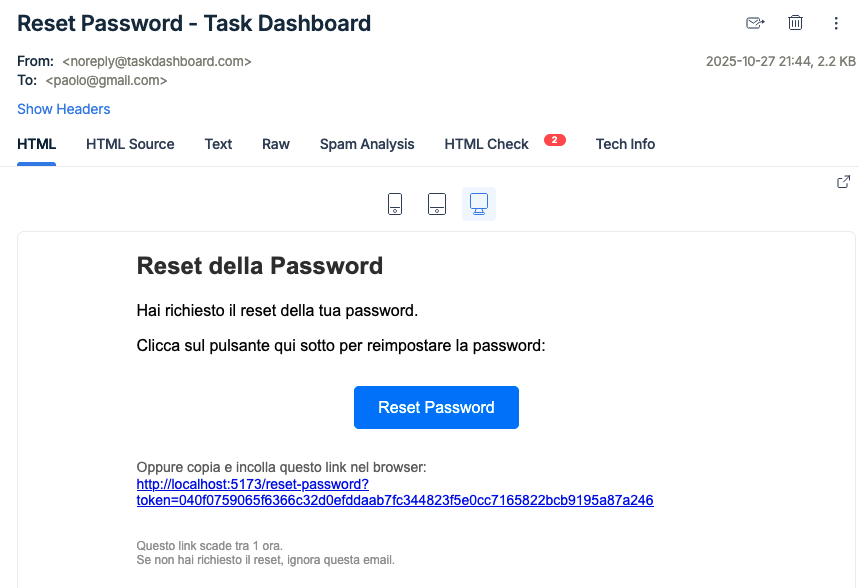 Reset Password - Task Dashboard
From: <noreply@taskdashboard.com>
2025-10-27 21:44, 2.2 KB
To: <paolo@gmail.com>
Show Headers
HTML HTML Source Text Raw Spam Analysis HTML Check 2 Tech Info
Reset della Password
Hai richiesto il reset della tua password.
Clicca sul pulsante qui sotto per reimpostare la password:
Reset Password
Oppure copia e incolla questo link nel browser:
http://localhost:5173/reset-password?
token=040f0759065f6366c32d0efddaab7fc344823f5e0cc7165822bcb9195a87a246
Questo link scade tra 1 ora.
Se non hai richiesto il reset, ignora questa email.